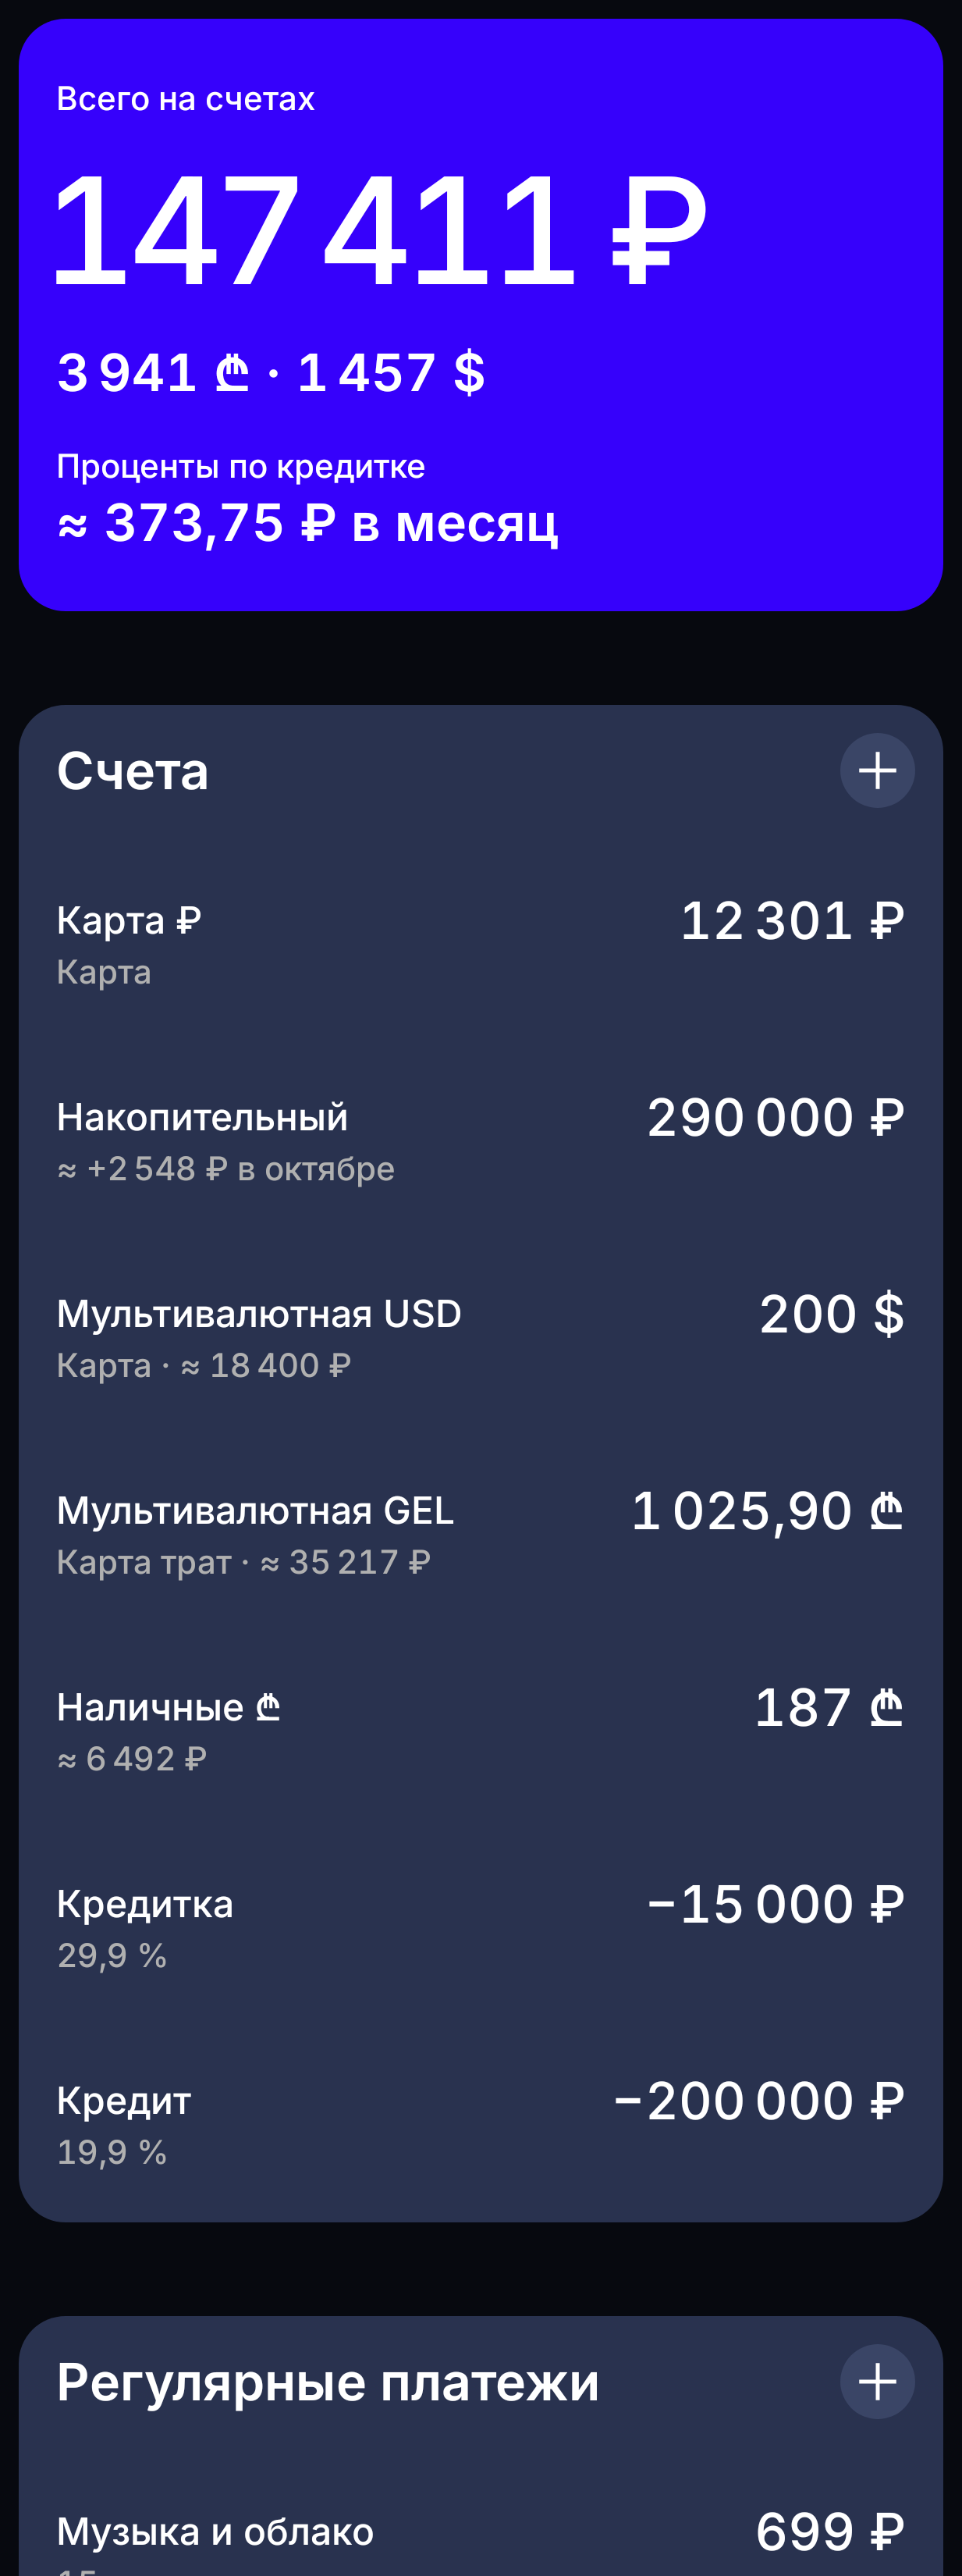 Всего на счетах
147 411 ₽
3 941 ₾ · 1 457 $
Проценты по кредитке
≈ 373,75 ₽ в месяц
Счета
Карта ₽
12 301 ₽
Карта
Накопительный
290 000 ₽
≈ +2 548 ₽ в октябре
Мультивалютная USD
200 $
Карта · ≈ 18 400 ₽
Мультивалютная GEL
1 025,90 ₾
Карта трат · ≈ 35 217 ₽
Наличные ₾
187 ₾
≈ 6 492 ₽
Кредитка
−15 000 ₽
29,9 %
Кредит
−200 000 ₽
19,9 %
Регулярные платежи
Музыка и облако
699 ₽